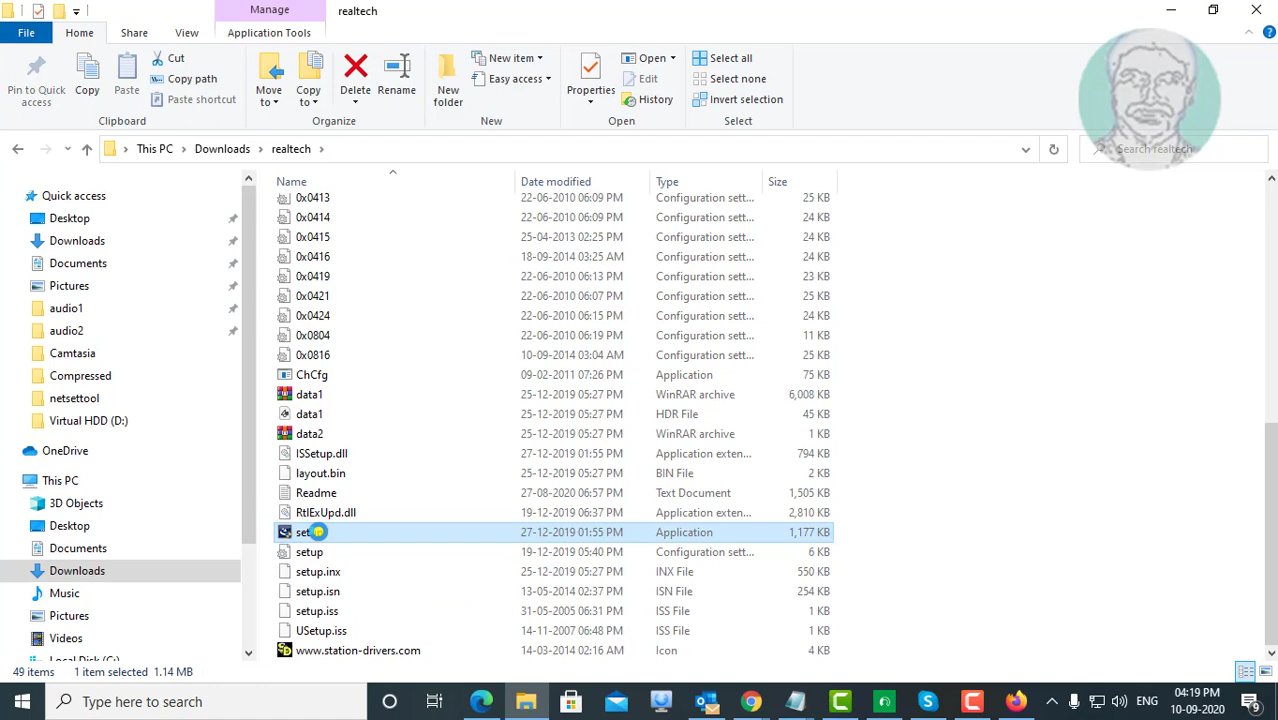 Manage
realtech
File
Home
Share
View
Application Tools
Pin to Quick access
Copy
Paste
Cut
Copy path
Paste shortcut
Clipboard
Move to
Copy to
Delete
Rename
Organize
New folder
New item
Easy access
New
Properties
Open
Edit
History
Open
Select all
Select none
Invert selection
Select
This PC > Downloads > realtech >
Search realtech
Name Date modified Type Size
0x0413 22-06-2010 06:09 PM Configuration sett... 25 KB
0x0414 22-06-2010 06:09 PM Configuration sett... 24 KB
0x0415 25-04-2013 02:25 PM Configuration sett... 24 KB
0x0416 18-09-2014 03:25 AM Configuration sett... 24 KB
0x0419 22-06-2010 06:13 PM Configuration sett... 23 KB
0x0421 22-06-2010 06:07 PM Configuration sett... 25 KB
0x0424 22-06-2010 06:15 PM Configuration sett... 24 KB
0x0804 22-06-2010 06:19 PM Configuration sett... 11 KB
0x0816 10-09-2014 03:04 AM Configuration sett... 25 KB
ChCfg 09-02-2011 07:26 PM Application 75 KB
data1 25-12-2019 05:27 PM WinRAR archive 6,008 KB
data1 25-12-2019 05:27 PM HDR File 45 KB
data2 25-12-2019 05:27 PM WinRAR archive 1 KB
ISSetup.dll 27-12-2019 01:55 PM Application exten... 794 KB
layout.bin 25-12-2019 05:27 PM BIN File 2 KB
Readme 27-08-2020 06:57 PM Text Document 1,505 KB
RtlExUpd.dll 19-12-2019 06:37 PM Application exten... 2,810 KB
set 27-12-2019 01:55 PM Application 1,177 KB
setup 19-12-2019 05:40 PM Configuration sett... 6 KB
setup.inx 25-12-2019 05:27 PM INX File 550 KB
setup.isn 13-05-2014 02:37 AM ISN File 254 KB
setup.iss 31-05-2005 06:31 PM ISS File 1 KB
USetup.iss 14-11-2007 06:48 PM ISS File 1 KB
www.station-drivers.com 14-03-2014 02:16 AM Icon 4 KB
Quick access
Desktop
Downloads
Documents
Pictures
audio1
audio2
Camtasia
Compressed
netsettool
Virtual HDD (D:)
OneDrive
This PC
3D Objects
Desktop
Documents
Downloads
Music
Pictures
Videos
Local Disk (C:)
49 items 1 item selected 1.14 MB
Type here to search
ENG
04:19 PM
10-09-2020
9